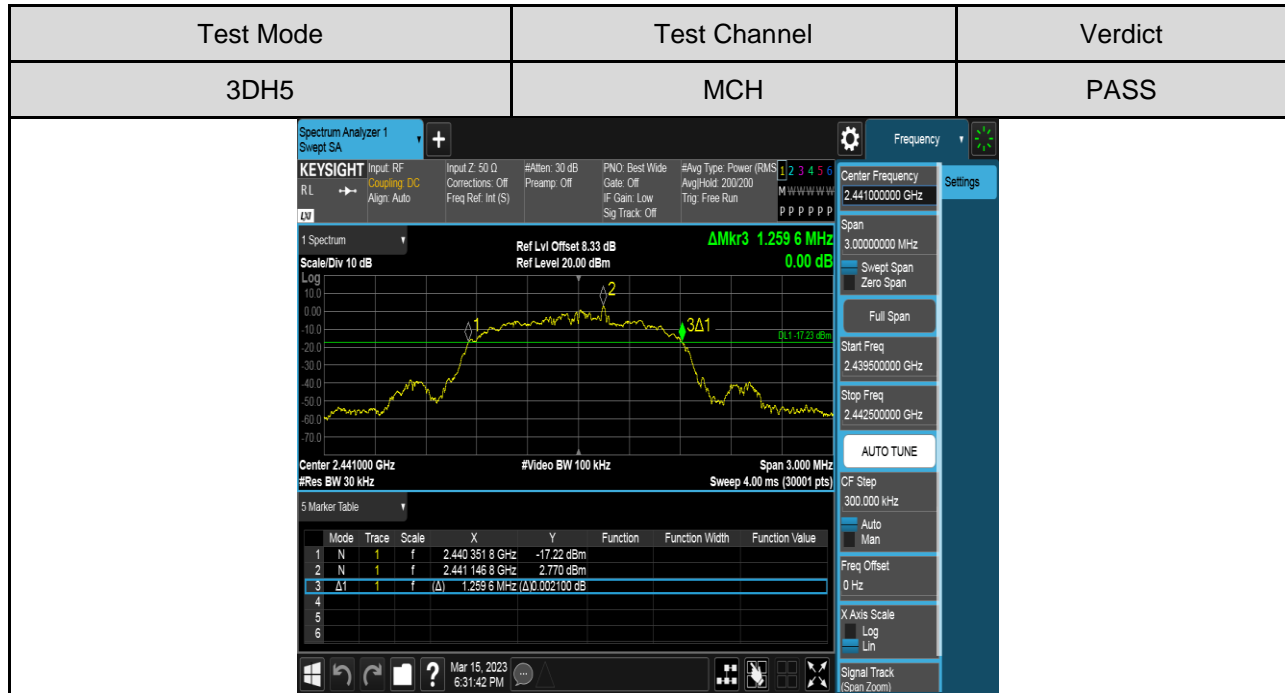 Test Mode Test Channel Verdict
3DH5 MCH PASS
Spectrum Analyzer 1
Swept SA
+
Frequency
KEYSIGHT Input: RF Input Z: 50 Ω #Atten: 30 dB PNO: Best Wide #Avg Type: Power (RMS 1 2 3 4 5 6
RL Coupling: DC Corrections: Off Preamp: Off Gate: Off Avg|Hold: 200/200 M W W W W W
Align: Auto Freq Ref: Int (S) IF Gain: Low Trig: Free Run
LXI Sig Track: Off P P P P P P
1 Spectrum Ref Lvl Offset 8.33 dB ΔMkr3 1.259 6 MHz
Scale/Div 10 dB Ref Level 20.00 dBm 0.00 dB
Log
10.0
0.00
-10.0
-20.0
-30.0
-40.0
-50.0
-60.0
-70.0
1
2
3Δ1
DL1 -17.23 dBm
Center 2.441000 GHz #Video BW 100 kHz Span 3.000 MHz
#Res BW 30 kHz Sweep 4.00 ms (30001 pts)
5 Marker Table
Mode Trace Scale X Y Function Function Width Function Value
1 N 1 f 2.440 351 8 GHz -17.22 dBm
2 N 1 f 2.441 146 8 GHz 2.770 dBm
3 Δ1 1 f (Δ) 1.259 6 MHz (Δ)0.002100 dB
4
5
6
Mar 15, 2023
6:31:42 PM
?
Center Frequency
2.441000000 GHz
Settings
Span
3.00000000 MHz
Swept Span
Zero Span
Full Span
Start Freq
2.439500000 GHz
Stop Freq
2.442500000 GHz
AUTO TUNE
CF Step
300.000 kHz
Auto
Man
Freq Offset
0 Hz
X Axis Scale
Log
Lin
Signal Track
(Span Zoom)